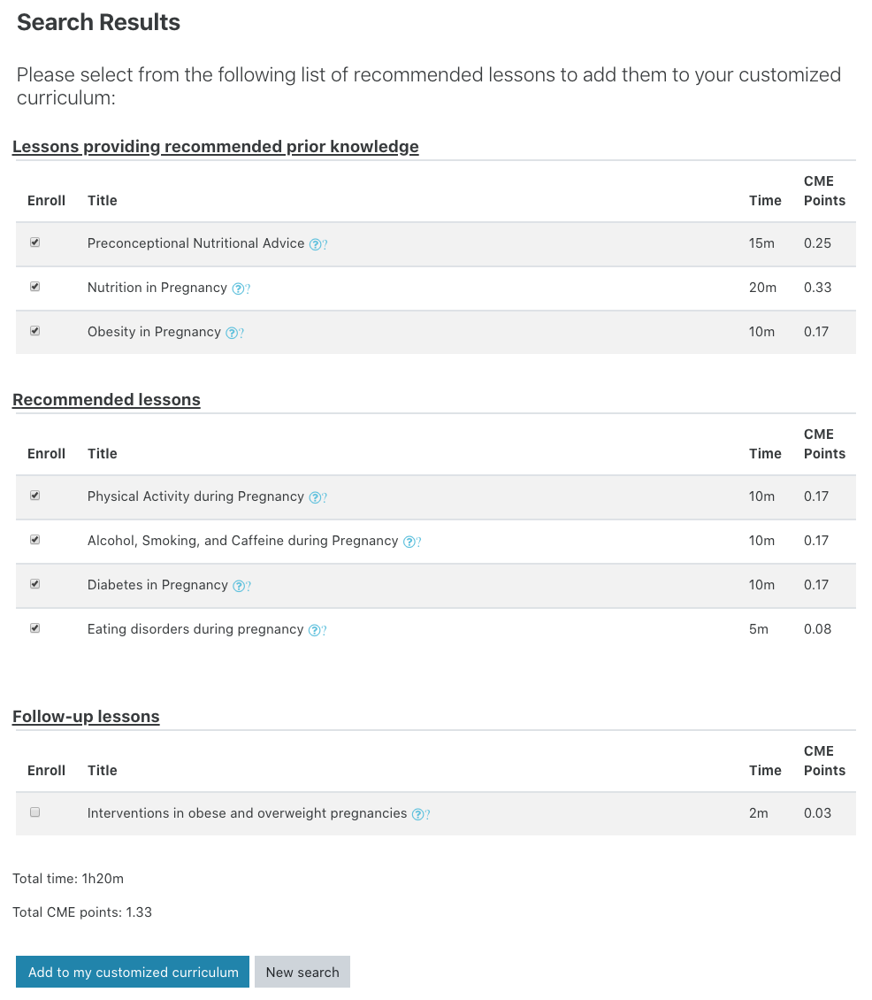 Search Results
Please select from the following list of recommended lessons to add them to your customized
curriculum:
Lessons providing recommended prior knowledge
Enroll Title Time CME Points
Preconceptional Nutritional Advice ?? 15m 0.25
Nutrition in Pregnancy ?? 20m 0.33
Obesity in Pregnancy ?? 10m 0.17
Recommended lessons
Enroll Title Time CME Points
Physical Activity during Pregnancy ?? 10m 0.17
Alcohol, Smoking, and Caffeine during Pregnancy ?? 10m 0.17
Diabetes in Pregnancy ?? 10m 0.17
Eating disorders during pregnancy ?? 5m 0.08
Follow-up lessons
Enroll Title Time CME Points
Interventions in obese and overweight pregnancies ?? 2m 0.03
Total time: 1h20m
Total CME points: 1.33
Add to my customized curriculum New search